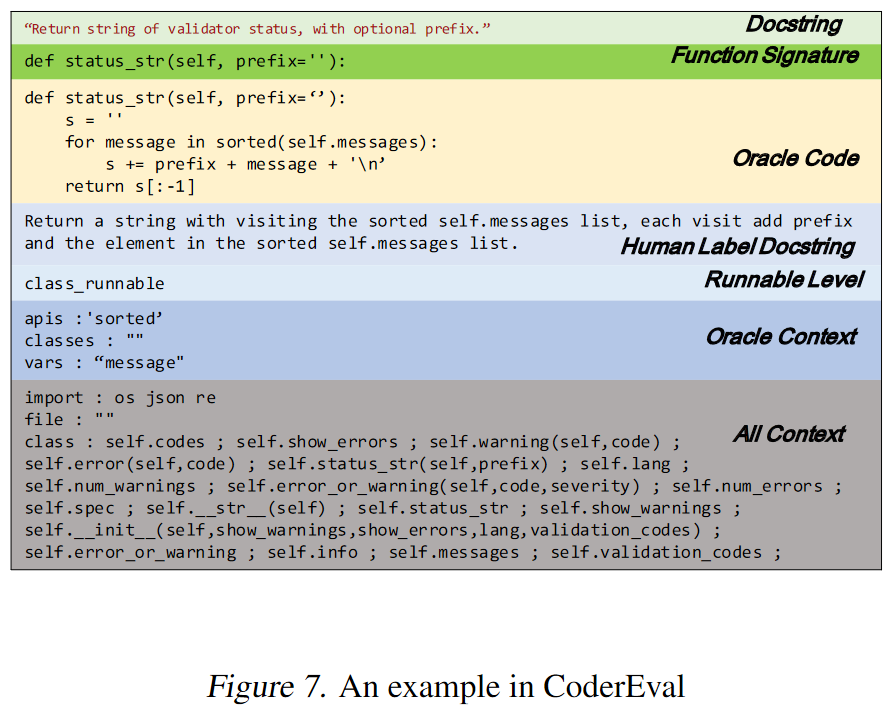 “Return string of validator status, with optional prefix.”
Docstring
Function Signature
def status_str(self, prefix=''):
def status_str(self, prefix=‘’):
s = ''
for message in sorted(self.messages):
s += prefix + message + '\n’
return s[:-1]
Oracle Code
Return a string with visiting the sorted self.messages list, each visit add prefix
and the element in the sorted self.messages list.
Human Label Docstring
class_runnable
Runnable Level
apis :'sorted’
classes : ""
vars : “message"
Oracle Context
import : os json re
file : ""
class : self.codes ; self.show_errors ; self.warning(self,code) ;
self.error(self,code) ; self.status_str(self,prefix) ; self.lang ;
self.num_warnings ; self.error_or_warning(self,code,severity) ; self.num_errors ;
self.spec ; self.__str__(self) ; self.status_str ; self.show_warnings ;
self.__init__(self,show_warnings,show_errors,lang,validation_codes) ;
self.error_or_warning ; self.info ; self.messages ; self.validation_codes ;
All Context
Figure 7. An example in CoderEval